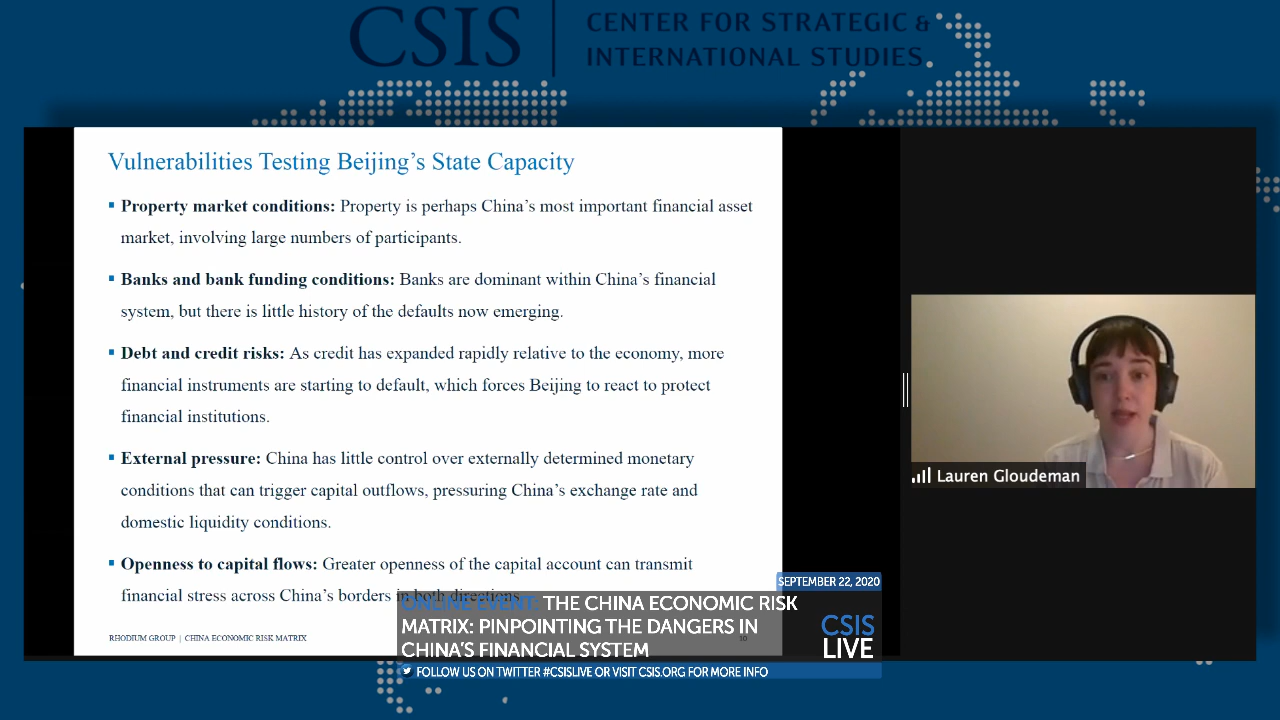 CSIS
CENTER FOR STRATEGIC &
INTERNATIONAL STUDIES
Vulnerabilities Testing Beijing’s State Capacity
Property market conditions: Property is perhaps China’s most important financial asset
market, involving large numbers of participants.
Banks and bank funding conditions: Banks are dominant within China’s financial
system, but there is little history of the defaults now emerging.
Debt and credit risks: As credit has expanded rapidly relative to the economy, more
financial instruments are starting to default, which forces Beijing to react to protect
financial institutions.
External pressure: China has little control over externally determined monetary
conditions that can trigger capital outflows, pressuring China’s exchange rate and
domestic liquidity conditions.
Openness to capital flows: Greater openness of the capital account can transmit
financial stress across China’s borders in both directions.
RHODIUM GROUP | CHINA ECONOMIC RISK MATRIX
10
Lauren Gloudeman
SEPTEMBER 22, 2020
ONLINE EVENT: THE CHINA ECONOMIC RISK
MATRIX: PINPOINTING THE DANGERS IN
CHINA’S FINANCIAL SYSTEM
CSIS
LIVE
FOLLOW US ON TWITTER #CSISLIVE OR VISIT CSIS.ORG FOR MORE INFO